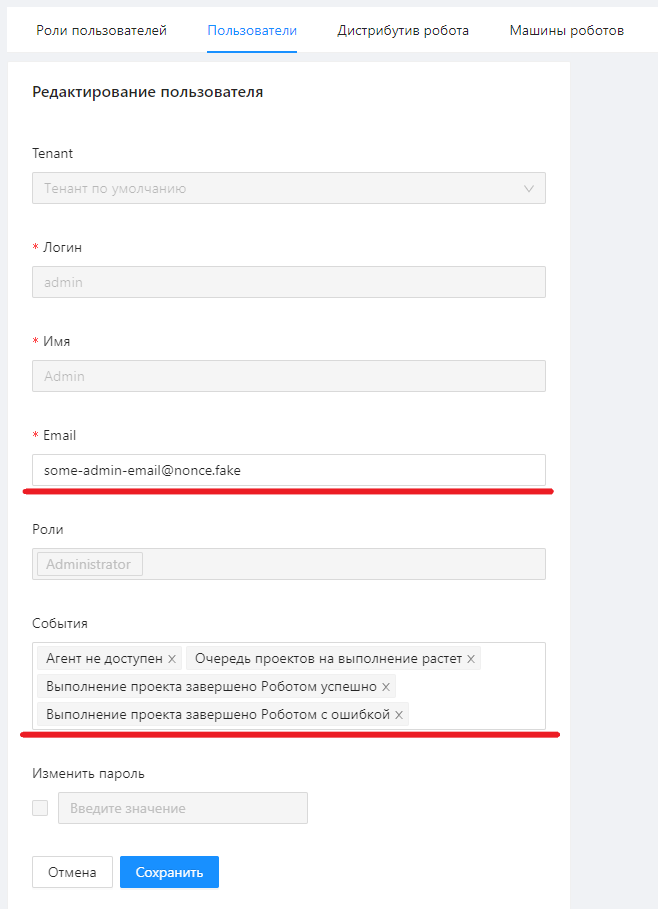 Роли пользователей Пользователи Дистрибутив робота Машины роботов
Редактирование пользователя
Tenant
Тенант по умолчанию
* Логин
admin
* Имя
Admin
* Email
some-admin-email@nonce.fake
Роли
Administrator
События
Агент не доступен × Очередь проектов на выполнение растет ×
Выполнение проекта завершено Роботом успешно ×
Выполнение проекта завершено Роботом с ошибкой ×
Изменить пароль
Введите значение
Отмена Сохранить